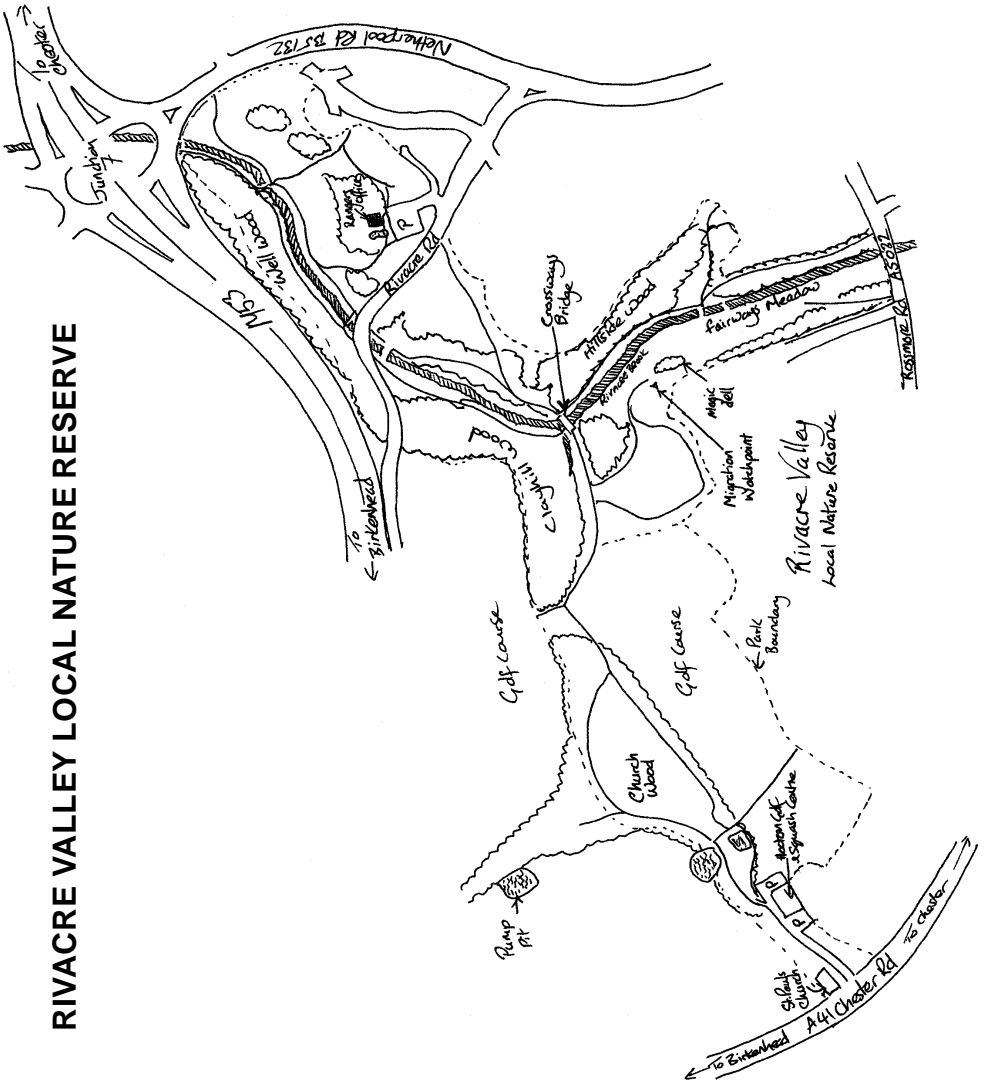 RIVACRE VALLEY LOCAL NATURE RESERVE
To
Chester
Netherpool Rd B5132
Junction
7
M53
To
Birkenhead
Well Wood
Rangers
Office
P
Rivacre Rd
Crossways
Bridge
Hillside Wood
Rivacre Brook
Fairways Meadow
Rossmore Rd A5032
Magic
dell
Migration
Watchpoint
Clayhill
Wood
Rivacre Valley
Local Nature Reserve
Golf Course
Golf Course
Park
Boundary
Church
Wood
Pump
Pit
Hooton Golf
& Squash Centre
P
P
St. Pauls
Church
A41 Chester Rd
To Chester
To Birkenhead